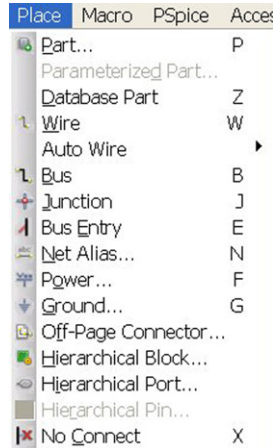 Place Macro PSpice Acces
Part... P
Parameterized Part...
Database Part Z
Wire W
Auto Wire
Bus B
Junction J
Bus Entry E
Net Alias... N
Power... F
Ground... G
Off-Page Connector...
Hierarchical Block...
Hierarchical Port...
Hierarchical Pin...
No Connect X